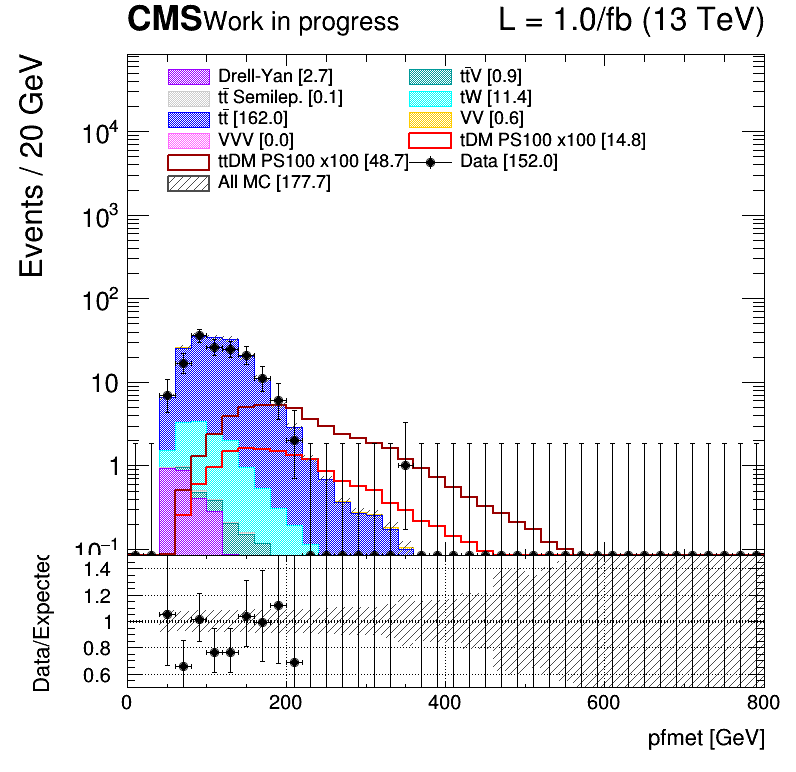 CMS Work in progress L = 1.0/fb (13 TeV)
Events / 20 GeV
Drell-Yan [2.7] tt̄V [0.9]
tt̄ Semilep. [0.1] tW [11.4]
tt̄ [162.0] VV [0.6]
VVV [0.0] tDM PS100 x100 [14.8]
ttDM PS100 x100 [48.7] Data [152.0]
All MC [177.7]
10⁴
10³
10²
10
1
10⁻¹
Data/Expected
1.4
1.2
1
0.8
0.6
0 200 400 600 800
pfmet [GeV]